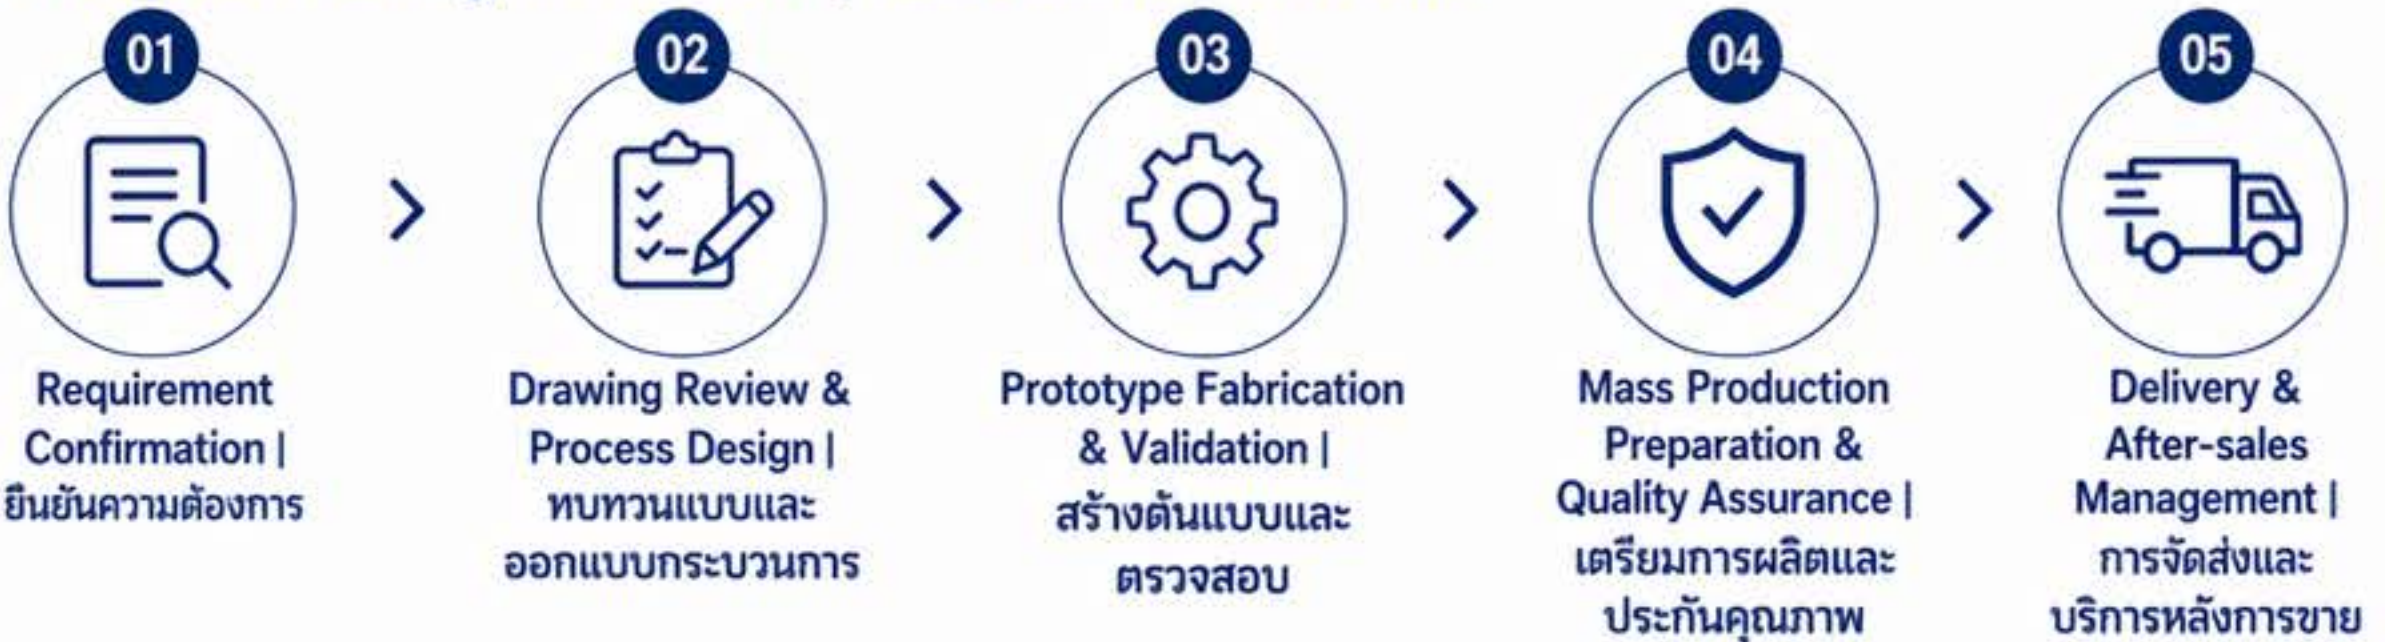 01
Requirement
Confirmation |
ยืนยันความต้องการ
02
Drawing Review &
Process Design |
ทบทวนแบบและ
ออกแบบกระบวนการ
03
Prototype Fabrication
& Validation |
สร้างต้นแบบและ
ตรวจสอบ
04
Mass Production
Preparation &
Quality Assurance |
เตรียมการผลิตและ
ประกันคุณภาพ
05
Delivery &
After-sales
Management |
การจัดส่งและ
บริการหลังการขาย